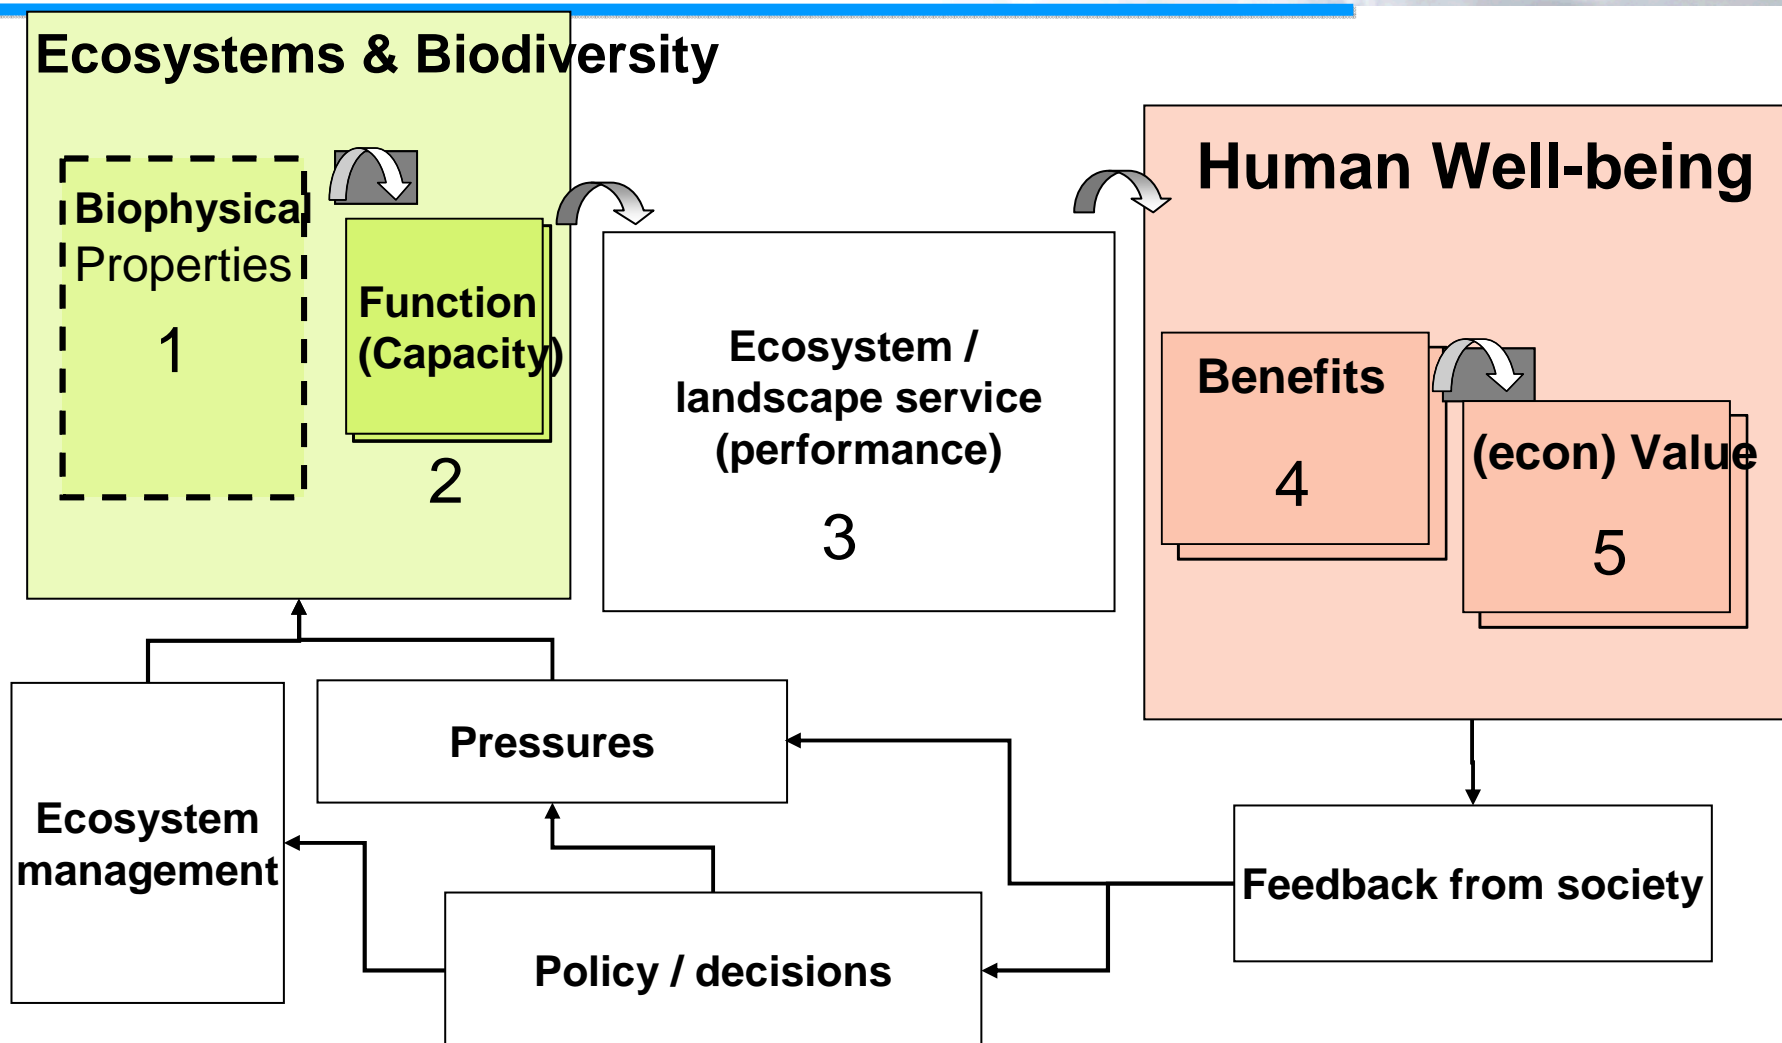 Ecosystems & Biodiversity
Biophysical
Properties
1
Function
(Capacity)
2
Ecosystem /
landscape service
(performance)
3
Human Well-being
Benefits
4
(econ) Value
5
Pressures
Ecosystem
management
Policy / decisions
Feedback from society